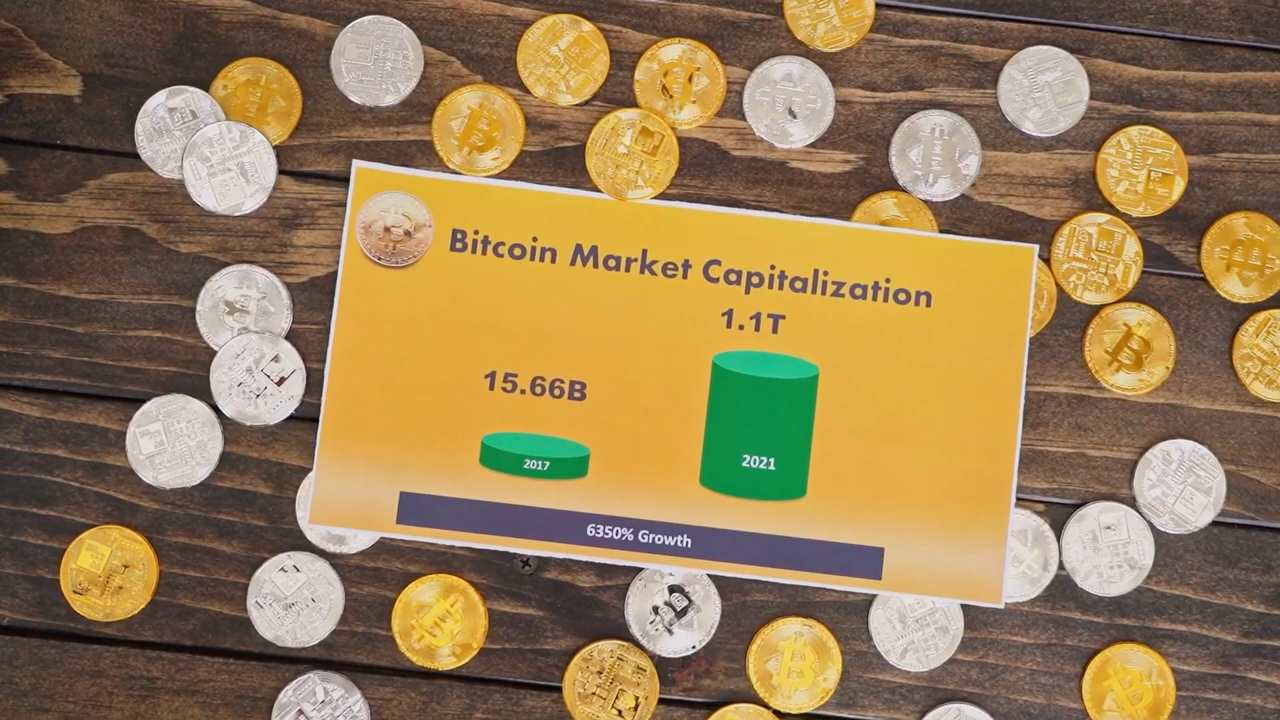 Bitcoin Market Capitalization
1.1T
15.66B
2017
2021
6350% Growth